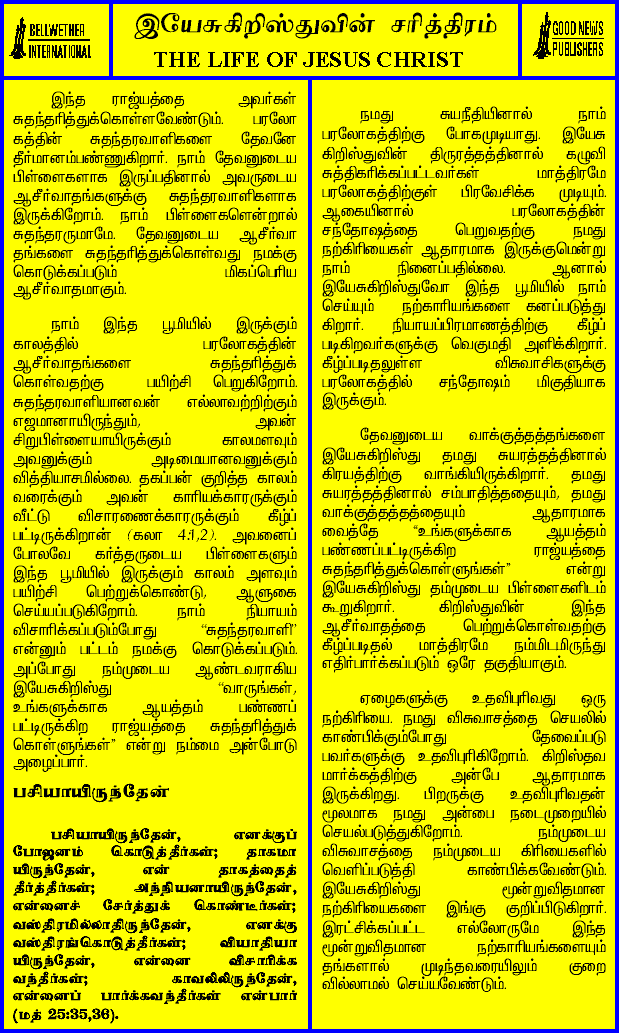 BELLWETHER
INTERNATIONAL
இயேசுகிறிஸ்துவின் சரித்திரம்
THE LIFE OF JESUS CHRIST
GOOD NEWS
PUBLISHERS
இந்த ராஜ்யத்தை அவர்கள்
சுதந்தரித்துக்கொள்ளவேண்டும். பரலோ
கத்தின் சுதந்தரவாளிகளை தேவனே
தீர்மானம்பண்ணுகிறார். நாம் தேவனுடைய
பிள்ளைகளாக இருப்பதினால் அவருடைய
ஆசீர்வாதங்களுக்கு சுதந்தரவாளிகளாக
இருக்கிறோம். நாம் பிள்ளைகளென்றால்
சுதந்தரருமாமே. தேவனுடைய ஆசீர்வா
தங்களை சுதந்தரித்துக்கொள்வது நமக்கு
கொடுக்கப்படும் மிகப்பெரிய
ஆசீர்வாதமாகும்.
நாம் இந்த பூமியில் இருக்கும்
காலத்தில் பரலோகத்தின்
ஆசீர்வாதங்களை சுதந்தரித்துக்
கொள்வதற்கு பயிற்சி பெறுகிறோம்.
சுதந்தரவாளியானவன் எல்லாவற்றிற்கும்
எஜமானாயிருந்தும், அவன்
சிறுபிள்ளையாயிருக்கும் காலமளவும்
அவனுக்கும் அடிமையானவனுக்கும்
வித்தியாசமில்லை. தகப்பன் குறித்த காலம்
வரைக்கும் அவன் காரியக்காரருக்கும்
வீட்டு விசாரணைக்காரருக்கும் கீழ்ப்
பட்டிருக்கிறான் (கலா 4:1,2). அவனைப்
போலவே கர்த்தருடைய பிள்ளைகளும்
இந்த பூமியில் இருக்கும் காலம் அளவும்
பயிற்சி பெற்றுக்கொண்டு, ஆளுகை
செய்யப்படுகிறோம். நாம் நியாயம்
விசாரிக்கப்படும்போது “சுதந்தரவாளி”
என்னும் பட்டம் நமக்கு கொடுக்கப்படும்.
அப்போது நம்முடைய ஆண்டவராகிய
இயேசுகிறிஸ்து “வாருங்கள்,
உங்களுக்காக ஆயத்தம் பண்ணப்
பட்டிருக்கிற ராஜ்யத்தை சுதந்தரித்துக்
கொள்ளுங்கள்” என்று நம்மை அன்போடு
அழைப்பார்.
பசியாயிருந்தேன்
பசியாயிருந்தேன், எனக்குப்
போஜனம் கொடுத்தீர்கள்; தாகமா
யிருந்தேன், என் தாகத்தைத்
தீர்த்தீர்கள்; அந்நியனாயிருந்தேன்,
என்னைச் சேர்த்துக் கொண்டீர்கள்;
வஸ்திரமில்லாதிருந்தேன், எனக்கு
வஸ்திரங்கொடுத்தீர்கள்; வியாதியா
யிருந்தேன், என்னை விசாரிக்க
வந்தீர்கள்; காவலிலிருந்தேன்,
என்னைப் பார்க்கவந்தீர்கள் என்பார்
(மத் 25:35,36).
நமது சுயநீதியினால் நாம்
பரலோகத்திற்கு போகமுடியாது. இயேசு
கிறிஸ்துவின் திருரத்தத்தினால் கழுவி
சுத்திகரிக்கப்பட்டவர்கள் மாத்திரமே
பரலோகத்திற்குள் பிரவேசிக்க முடியும்.
ஆகையினால் பரலோகத்தின்
சந்தோஷத்தை பெறுவதற்கு நமது
நற்கிரியைகள் ஆதாரமாக இருக்குமென்று
நாம் நினைப்பதில்லை. ஆனால்
இயேசுகிறிஸ்துவோ இந்த பூமியில் நாம்
செய்யும் நற்காரியங்களை கனப்படுத்து
கிறார். நியாயப்பிரமாணத்திற்கு கீழ்ப்
படிகிறவர்களுக்கு வெகுமதி அளிக்கிறார்.
கீழ்ப்படிதலுள்ள விசுவாசிகளுக்கு
பரலோகத்தில் சந்தோஷம் மிகுதியாக
இருக்கும்.
தேவனுடைய வாக்குத்தத்தங்களை
இயேசுகிறிஸ்து தமது சுயரத்தத்தினால்
கிரயத்திற்கு வாங்கியிருக்கிறார். தமது
சுயரத்தத்தினால் சம்பாதித்ததையும், தமது
வாக்குத்தத்தத்தையும் ஆதாரமாக
வைத்தே “உங்களுக்காக ஆயத்தம்
பண்ணப்பட்டிருக்கிற ராஜ்யத்தை
சுதந்தரித்துக்கொள்ளுங்கள்” என்று
இயேசுகிறிஸ்து தம்முடைய பிள்ளைகளிடம்
கூறுகிறார். கிறிஸ்துவின் இந்த
ஆசீர்வாதத்தை பெற்றுக்கொள்வதற்கு
கீழ்ப்படிதல் மாத்திரமே நம்மிடமிருந்து
எதிர்பார்க்கப்படும் ஒரே தகுதியாகும்.
ஏழைகளுக்கு உதவிபுரிவது ஒரு
நற்கிரியை. நமது விசுவாசத்தை செயலில்
காண்பிக்கும்போது தேவைப்படு
பவர்களுக்கு உதவிபுரிகிறோம். கிறிஸ்தவ
மார்க்கத்திற்கு அன்பே ஆதாரமாக
இருக்கிறது. பிறருக்கு உதவிபுரிவதன்
மூலமாக நமது அன்பை நடைமுறையில்
செயல்படுத்துகிறோம். நம்முடைய
விசுவாசத்தை நம்முடைய கிரியைகளில்
வெளிப்படுத்தி காண்பிக்கவேண்டும்.
இயேசுகிறிஸ்து மூன்றுவிதமான
நற்கிரியைகளை இங்கு குறிப்பிடுகிறார்.
இரட்சிக்கப்பட்ட எல்லோருமே இந்த
மூன்றுவிதமான நற்காரியங்களையும்
தங்களால் முடிந்தவரையிலும் குறை
வில்லாமல் செய்யவேண்டும்.